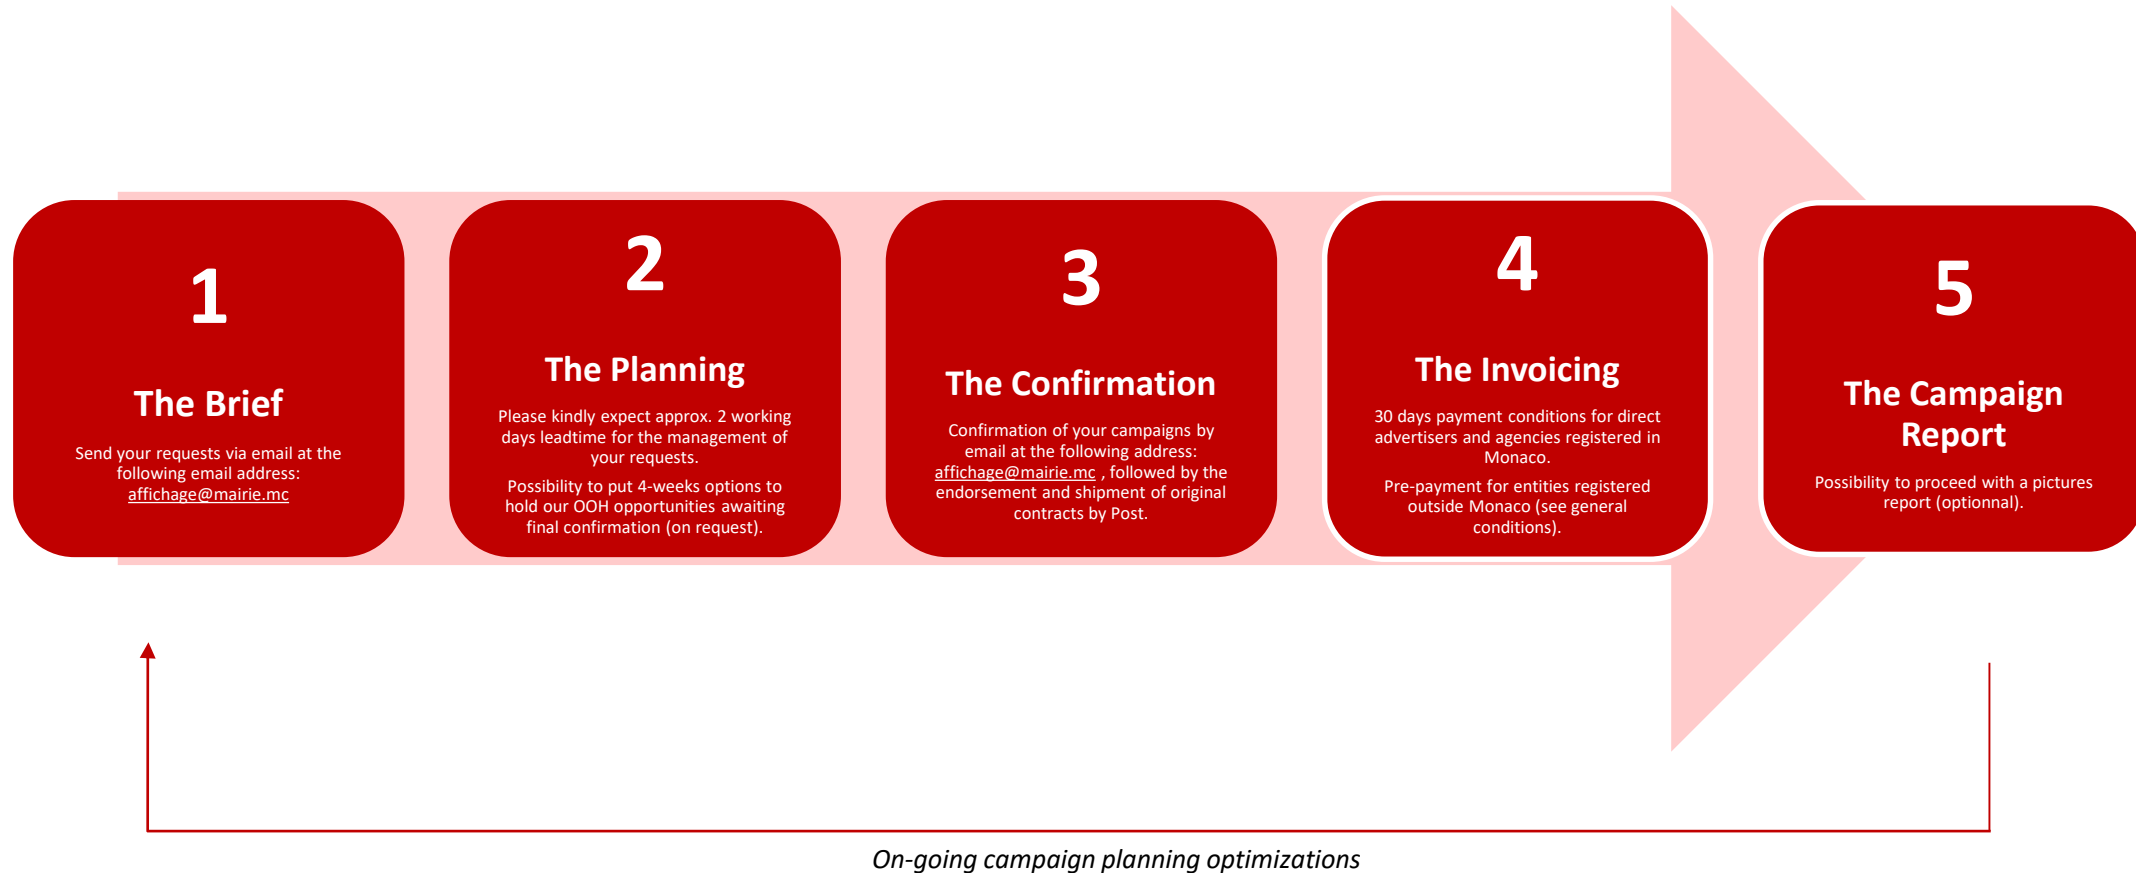 1
The Brief
Send your requests via email at the
following email address:
affichage@mairie.mc
2
The Planning
Please kindly expect approx. 2 working
days leadtime for the management of
your requests.
Possibility to put 4-weeks options to
hold our OOH opportunities awaiting
final confirmation (on request).
3
The Confirmation
Confirmation of your campaigns by
email at the following address:
affichage@mairie.mc , followed by the
endorsement and shipment of original
contracts by Post.
4
The Invoicing
30 days payment conditions for direct
advertisers and agencies registered in
Monaco.
Pre-payment for entities registered
outside Monaco (see general
conditions).
5
The Campaign
Report
Possibility to proceed with a pictures
report (optionnal).
On-going campaign planning optimizations